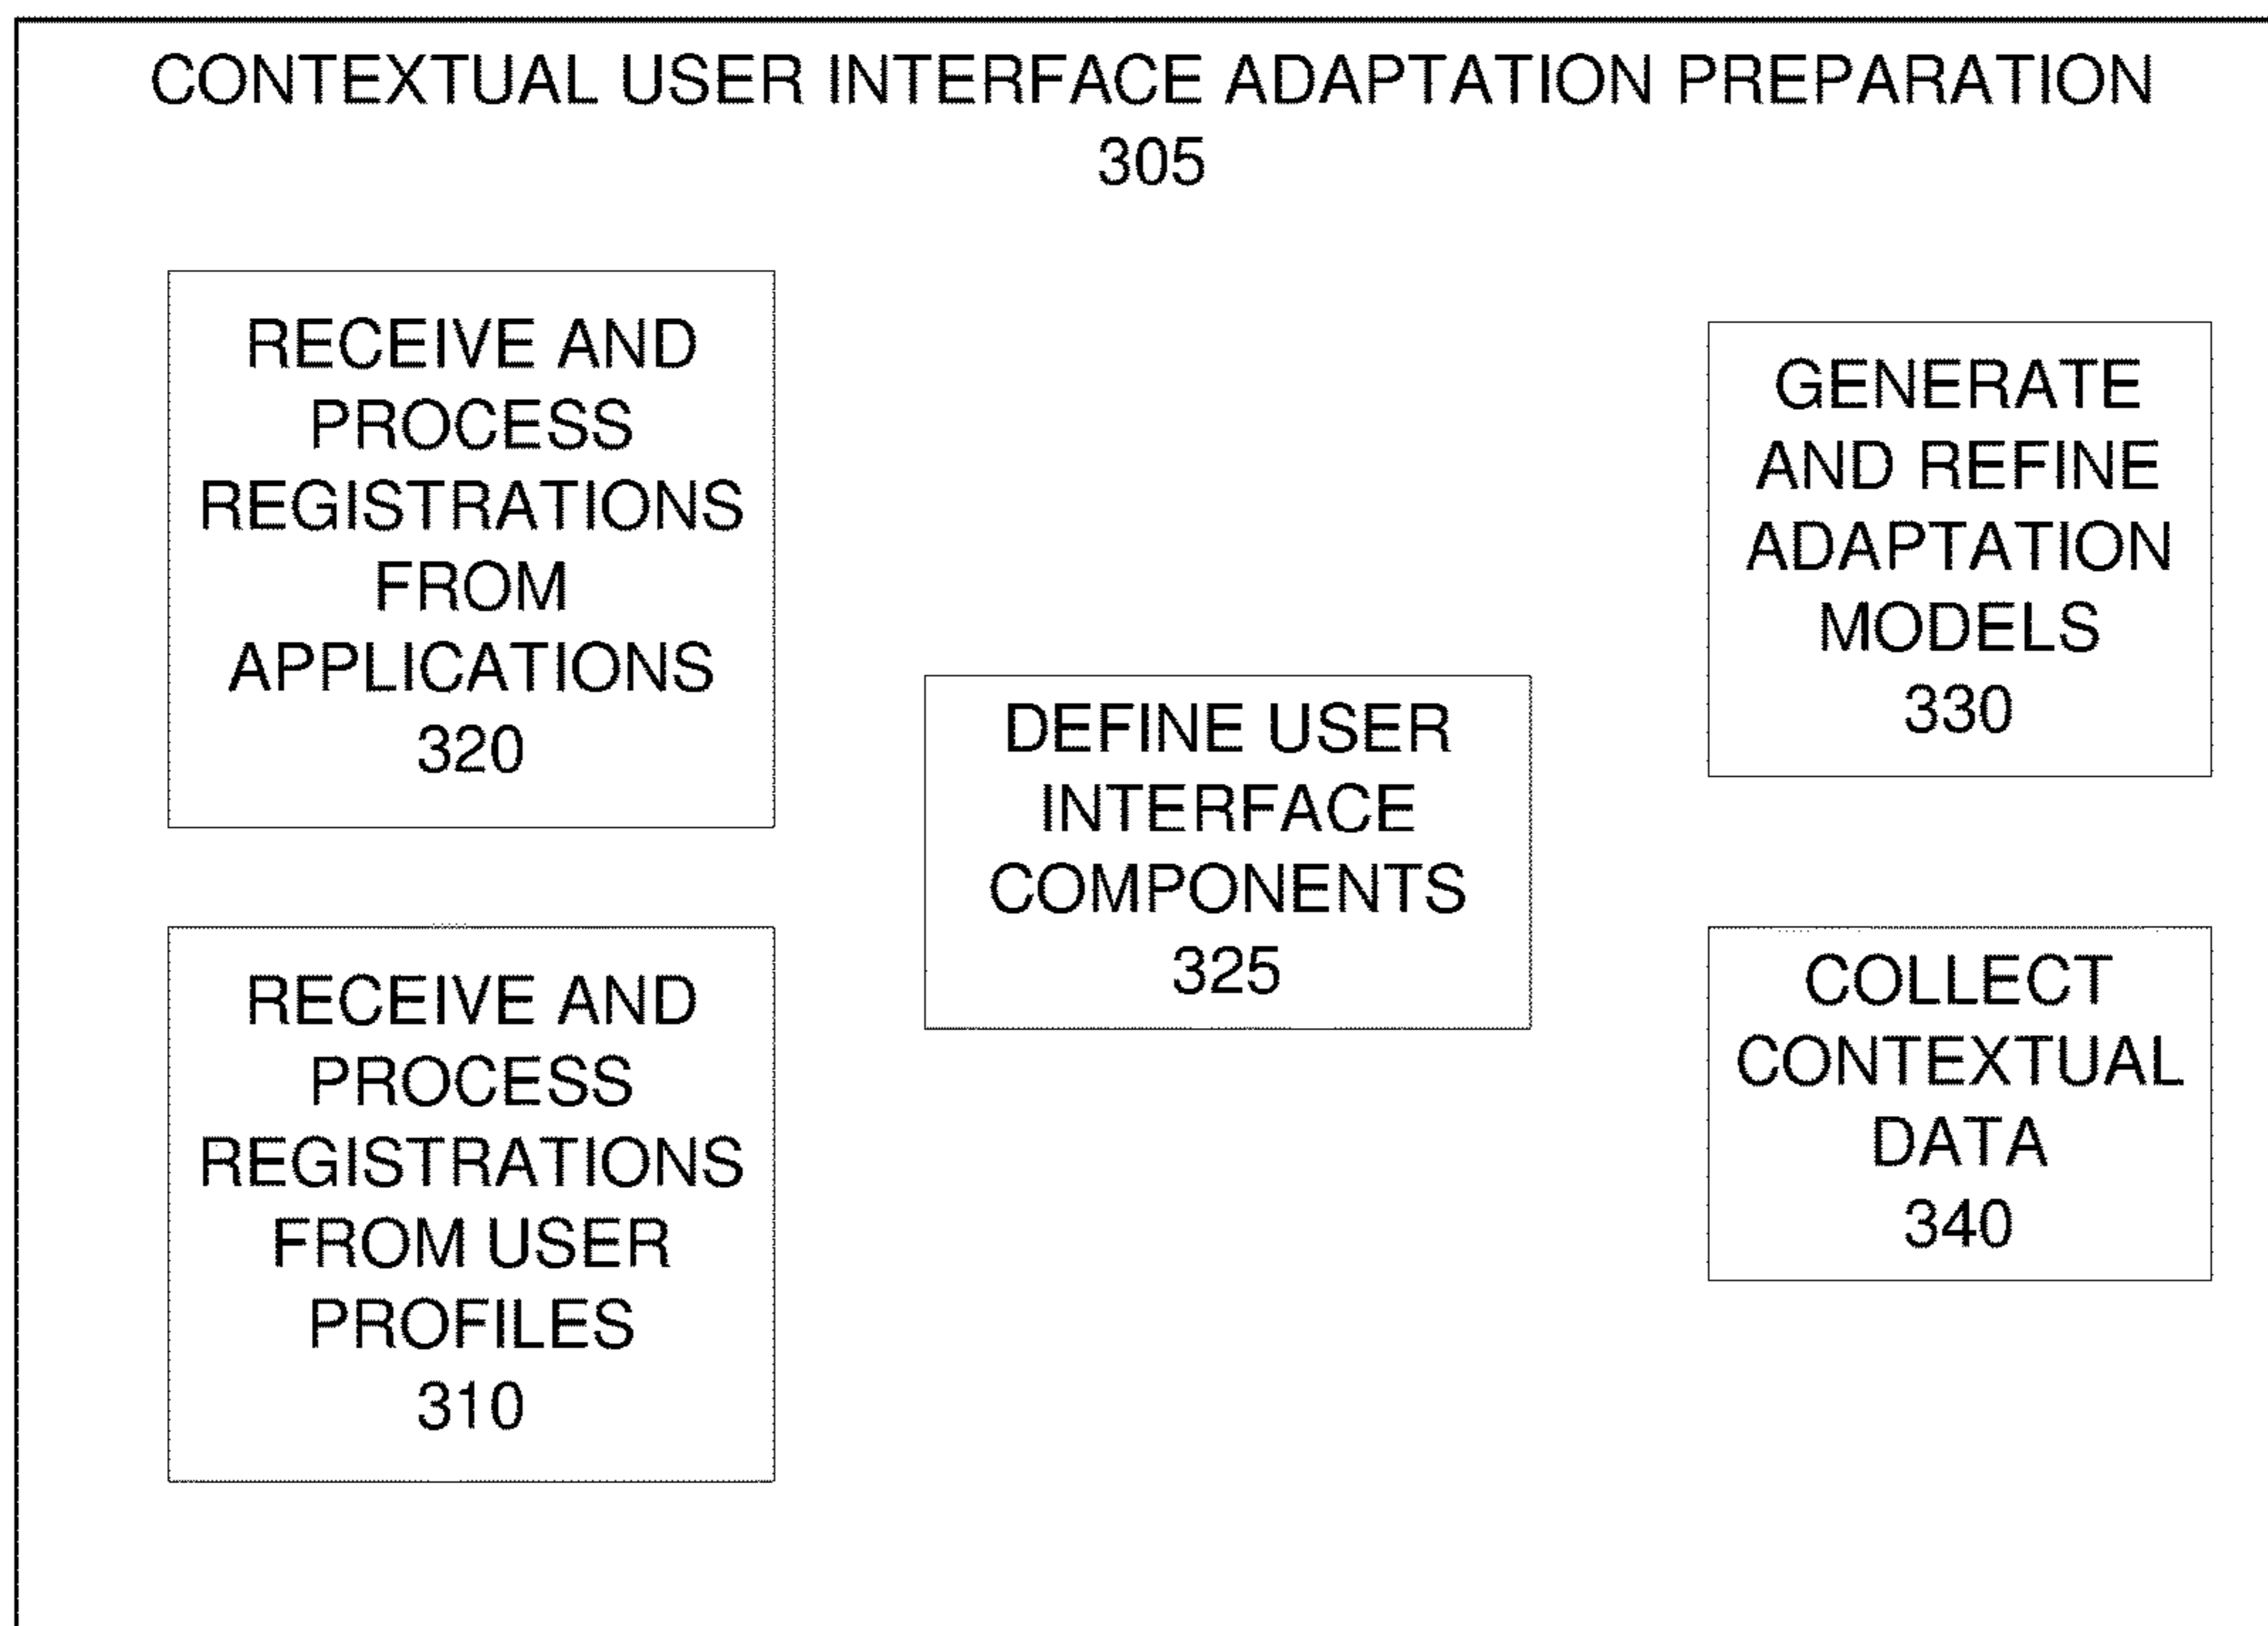 CONTEXTUAL USER INTERFACE ADAPTATION PREPARATION
305
RECEIVE AND
PROCESS
REGISTRATIONS
FROM
APPLICATIONS
320
RECEIVE AND
PROCESS
REGISTRATIONS
FROM USER
PROFILES
310
DEFINE USER
INTERFACE
COMPONENTS
325
GENERATE
AND REFINE
ADAPTATION
MODELS
330
COLLECT
CONTEXTUAL
DATA
340